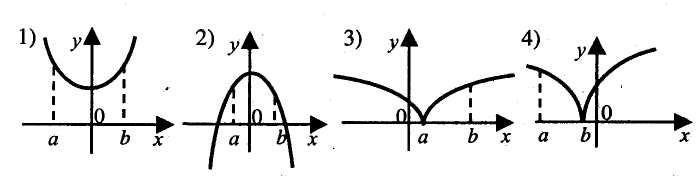 1) y 0 a b x
2) y 0 a b x
3) y 0 a b x
4) y 0 a b x